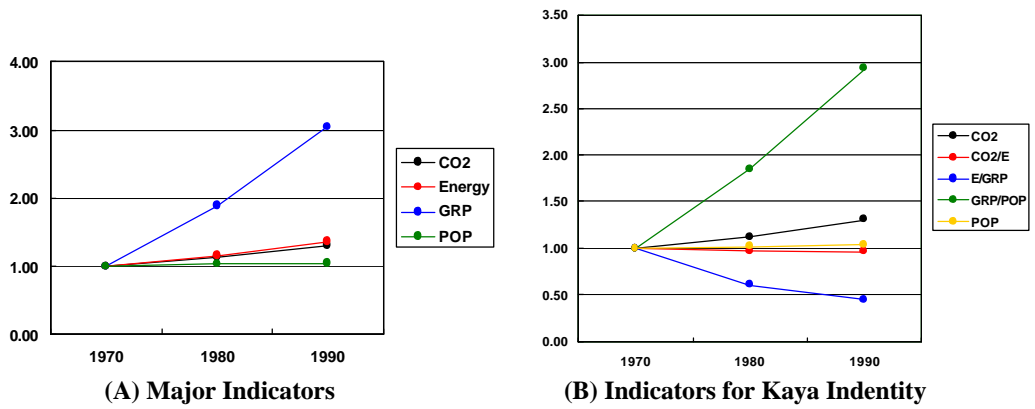 4.00
3.00
2.00
1.00
0.00
1970 1980 1990
CO2
Energy
GRP
POP
(A) Major Indicators
3.50
3.00
2.50
2.00
1.50
1.00
0.50
0.00
1970 1980 1990
CO2
CO2/E
E/GRP
GRP/POP
POP
(B) Indicators for Kaya Indentity